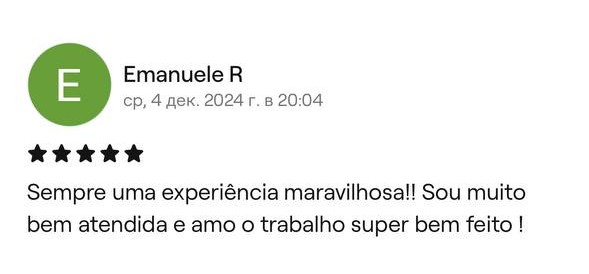 E
Emanuele R
ср, 4 дек. 2024 г. в 20:04
Sempre uma experiência maravilhosa!! Sou muito
bem atendida e amo o trabalho super bem feito !